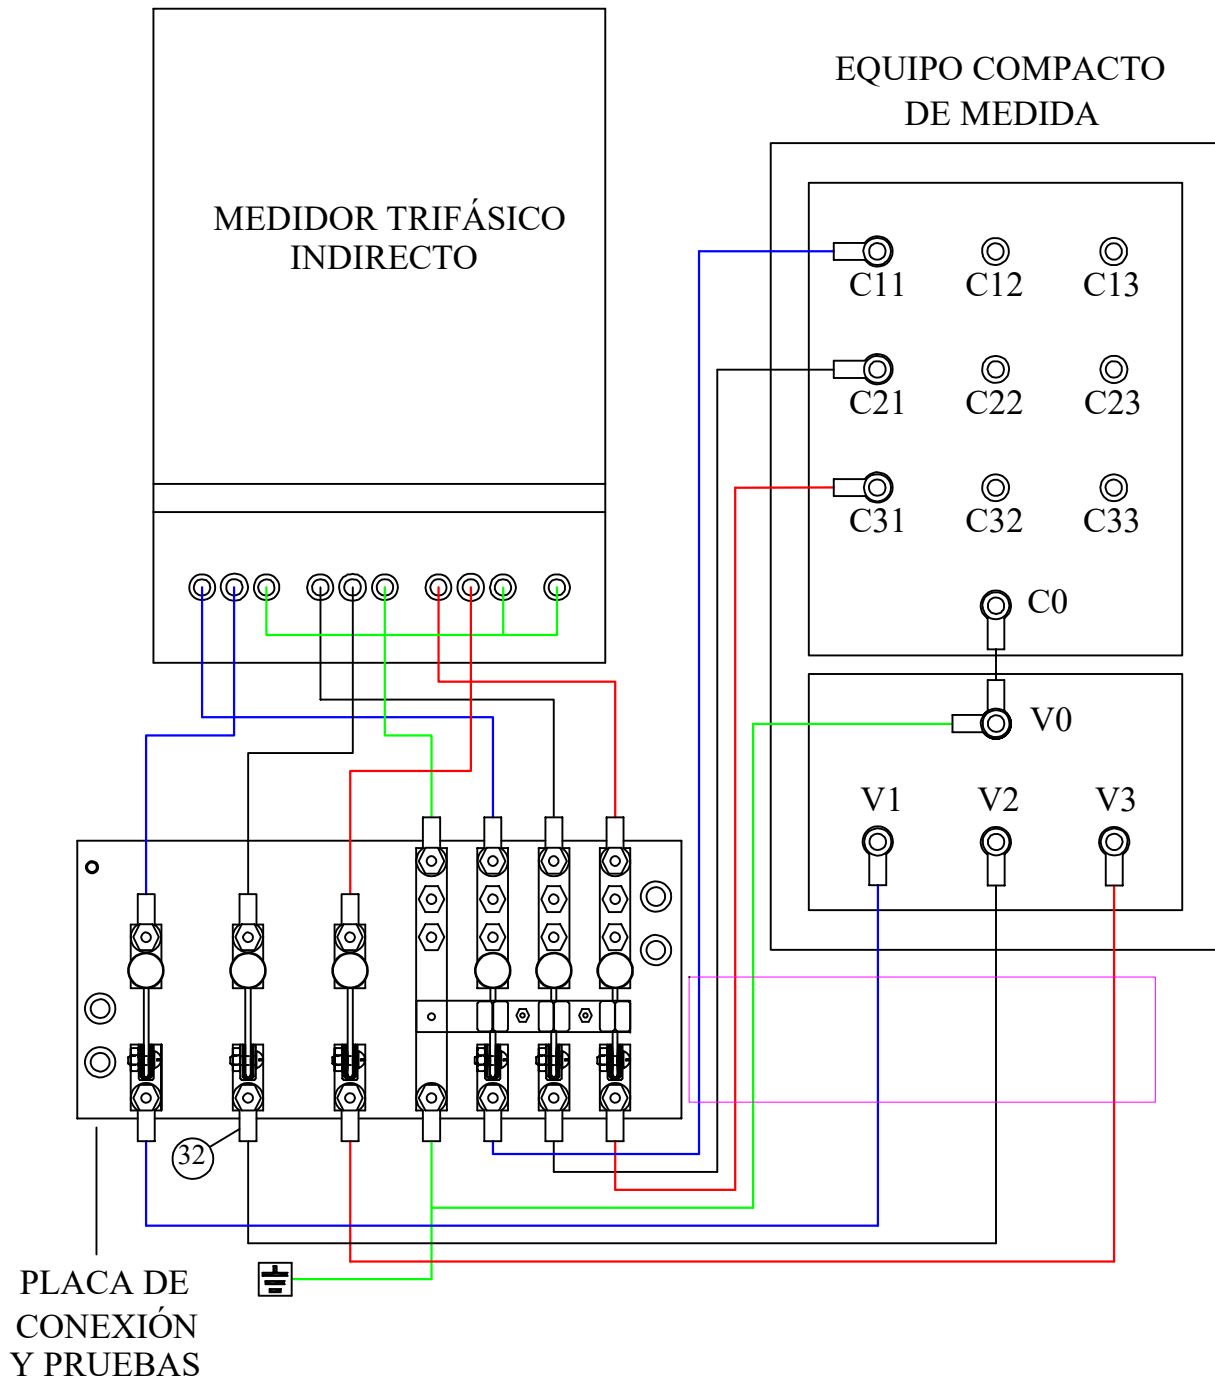 EQUIPO COMPACTO
DE MEDIDA
MEDIDOR TRIFÁSICO
INDIRECTO
C11 C12 C13
C21 C22 C23
C31 C32 C33
C0
V0
V1 V2 V3
32
PLACA DE
CONEXIÓN
Y PRUEBAS